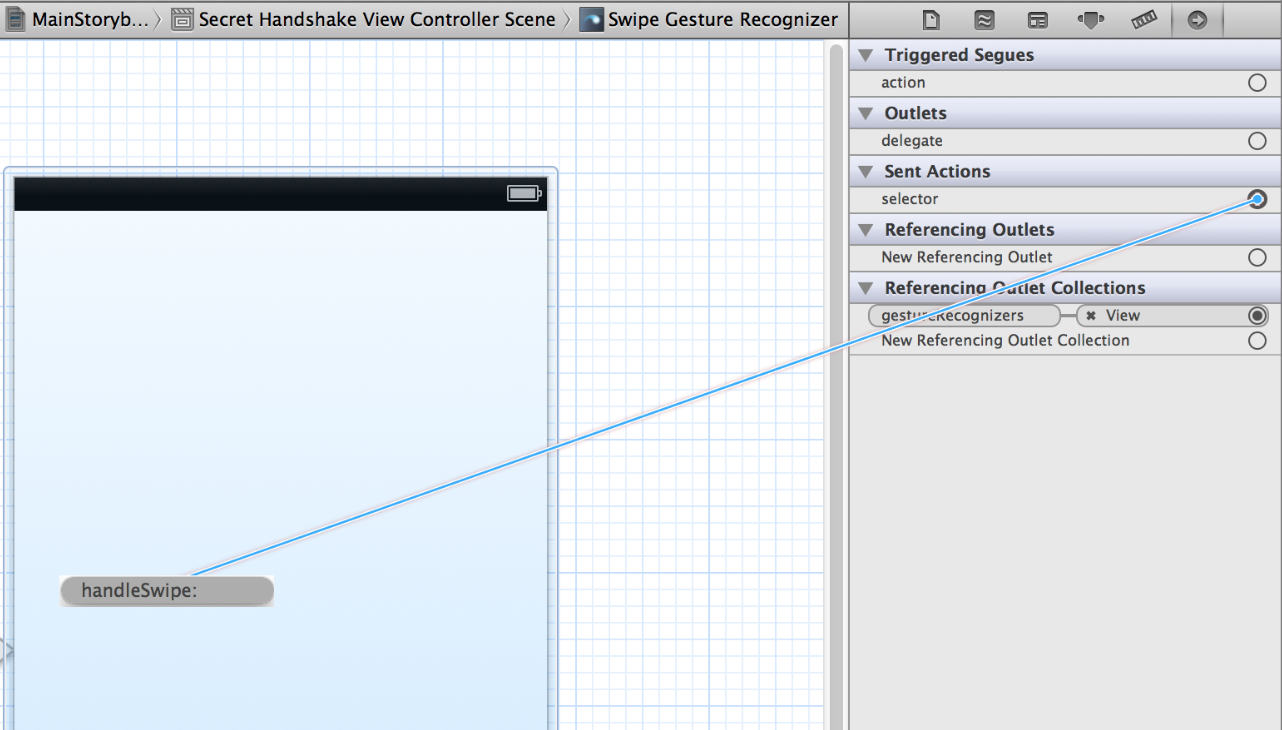 MainStoryb... Secret Handshake View Controller Scene Swipe Gesture Recognizer
Triggered Segues
action
Outlets
delegate
Sent Actions
selector
Referencing Outlets
New Referencing Outlet
Referencing Outlet Collections
gestureRecognizers View
New Referencing Outlet Collection
handleSwipe: